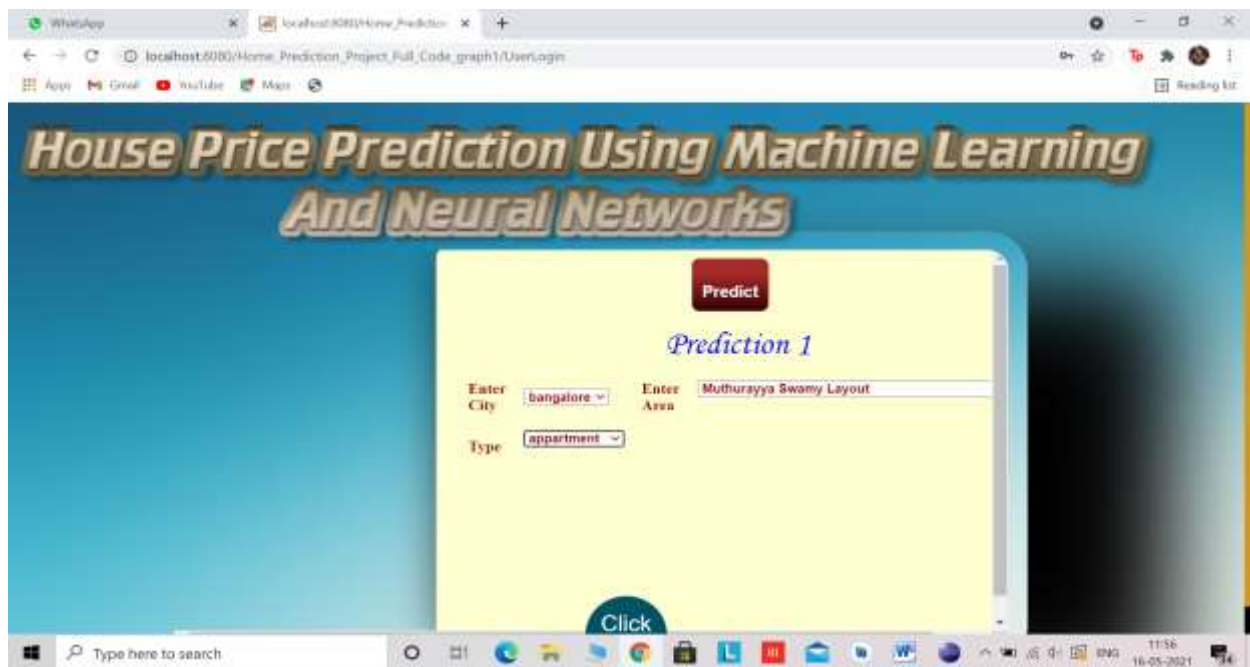 WhatsApp
localhost:8080/Home_Prediction
localhost:8080/Home_Prediction_Project_Full_Code_graph1/UserLogin
Apps Gmail YouTube Maps Reading list
House Price Prediction Using Machine Learning
And Neural Networks
Predict
Prediction 1
Enter City bangalore Enter Area Muthurayya Swamy Layout
Type appartment
Click
Type here to search
ENG
11:56
16-05-2021